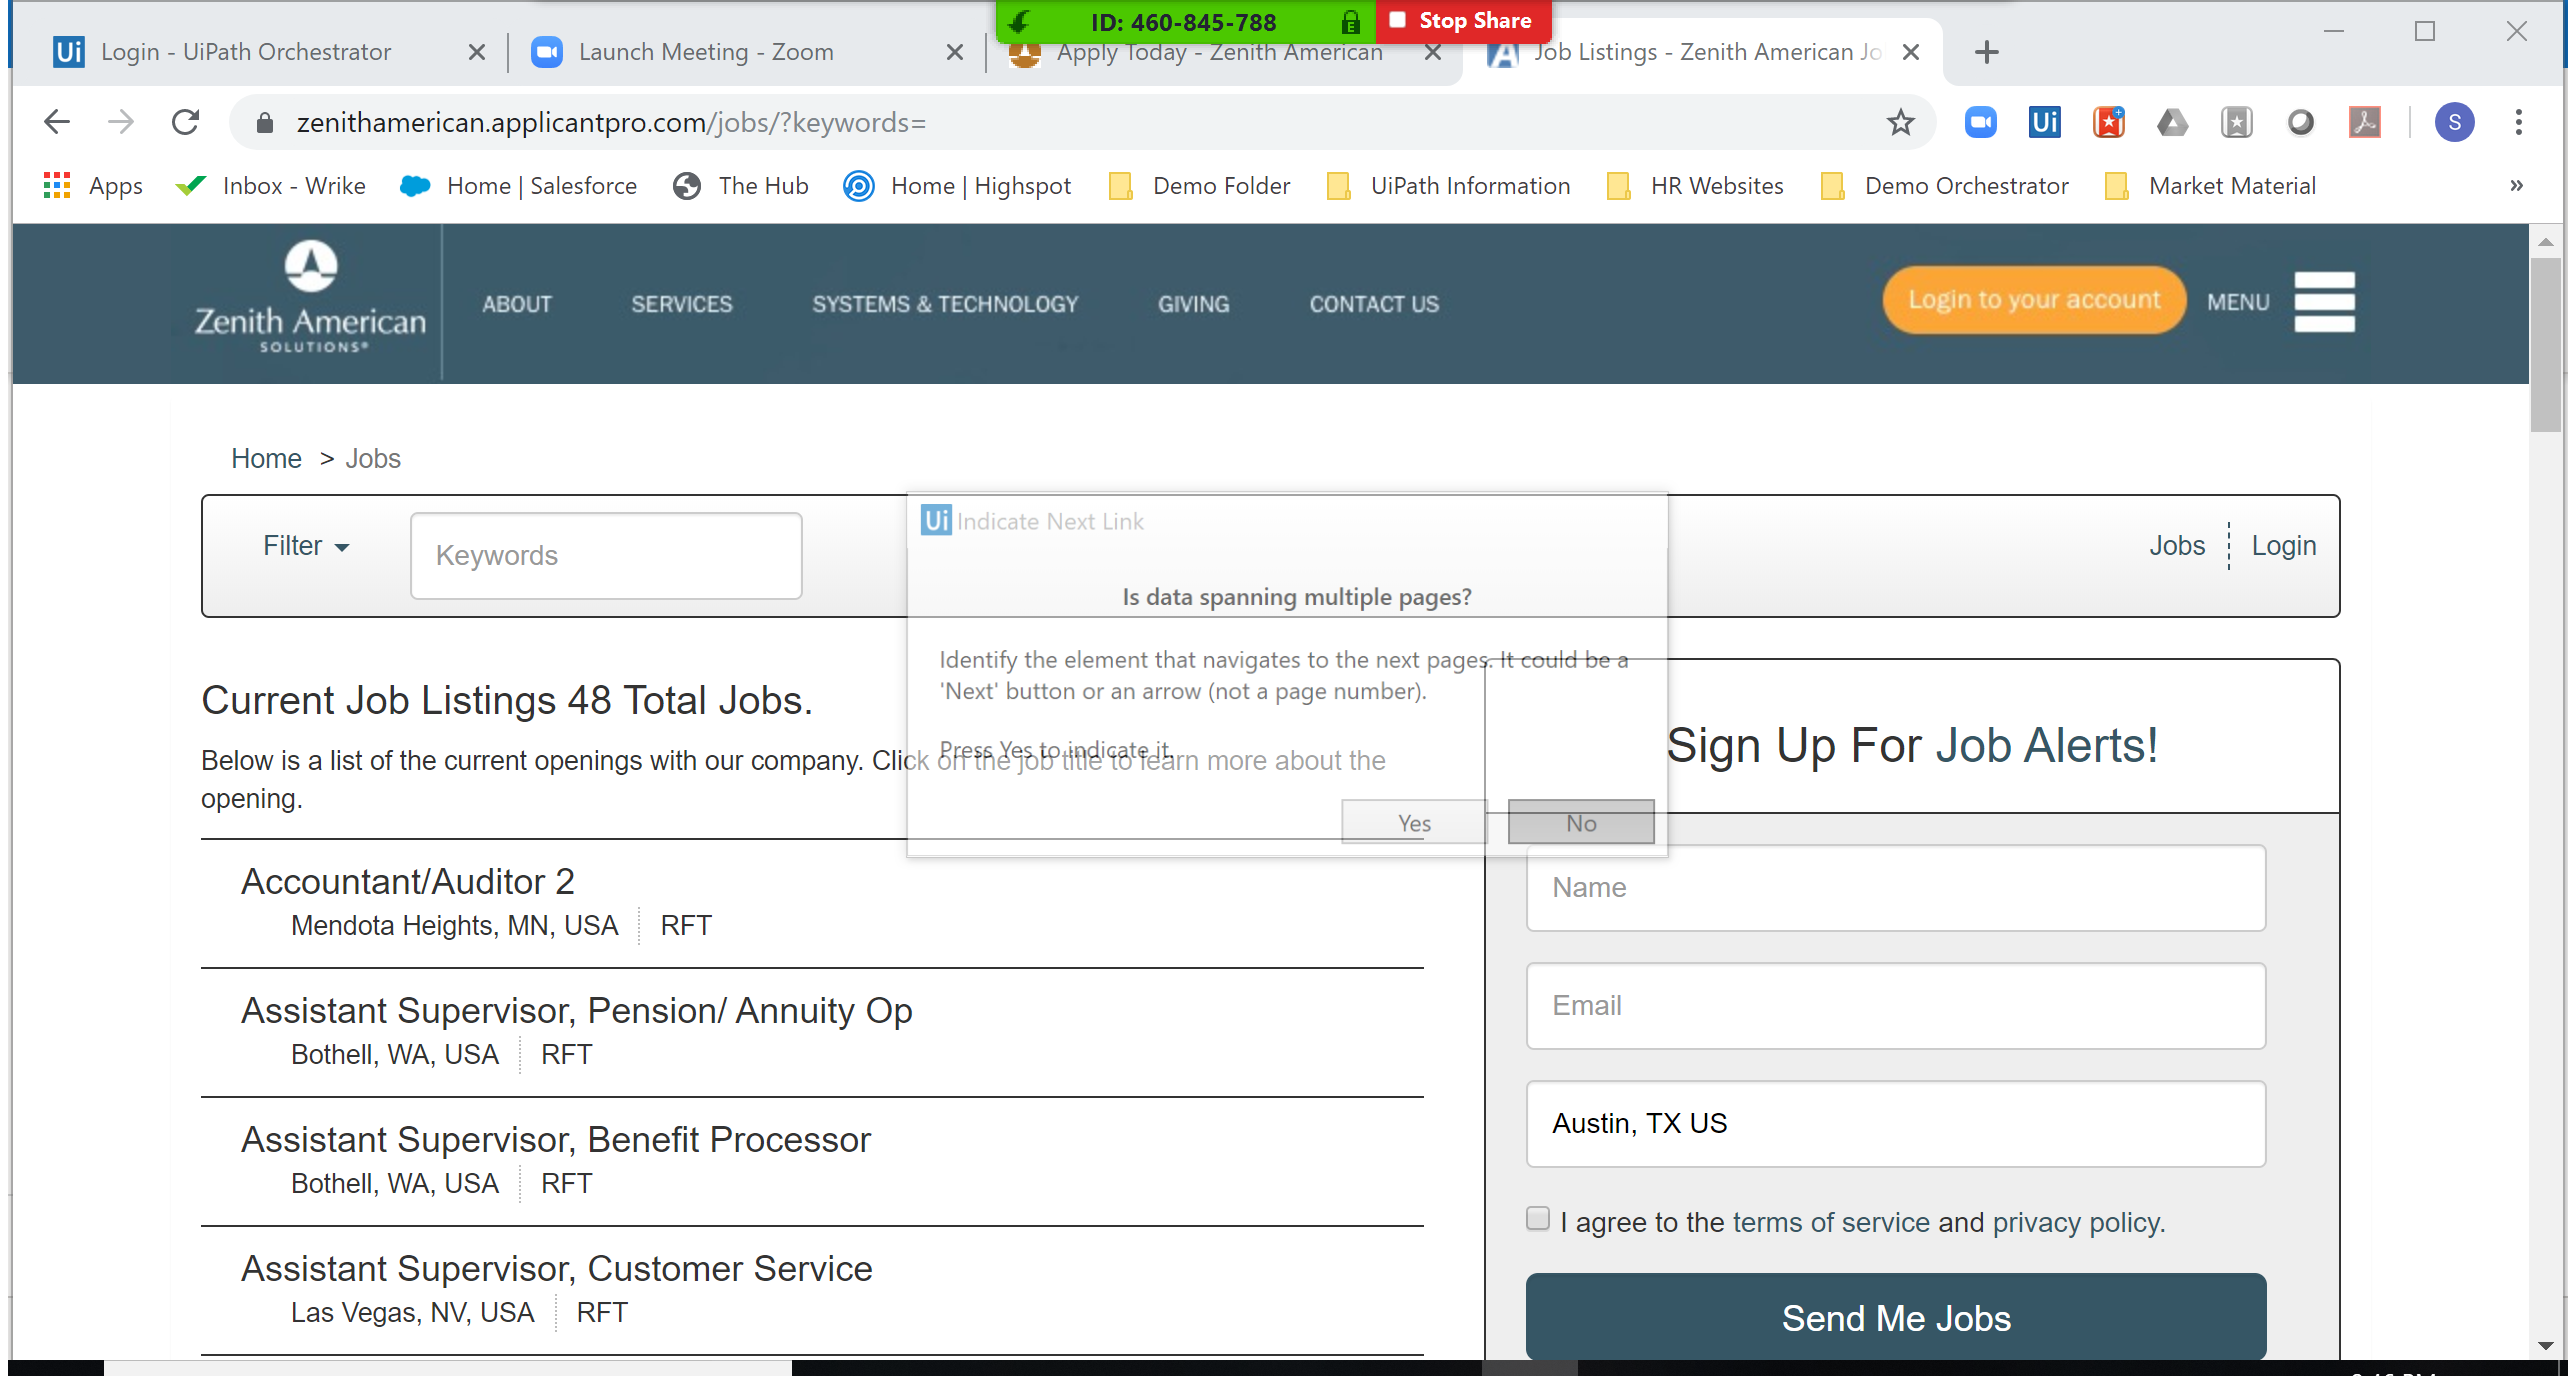 ID: 460-845-788
Stop Share
Login - UiPath Orchestrator
Launch Meeting - Zoom
Apply Today - Zenith American
Job Listings - Zenith American Jo
zenithamerican.applicantpro.com/jobs/?keywords=
Ui
S
Apps
Inbox - Wrike
Home | Salesforce
The Hub
Home | Highspot
Demo Folder
UiPath Information
HR Websites
Demo Orchestrator
Market Material
»
Zenith American
SOLUTIONS®
ABOUT
SERVICES
SYSTEMS & TECHNOLOGY
GIVING
CONTACT US
Login to your account
MENU
Home > Jobs
Filter
Keywords
Jobs
Login
Ui Indicate Next Link
Is data spanning multiple pages?
Identify the element that navigates to the next pages. It could be a
'Next' button or an arrow (not a page number).
Press Yes to indicate it.
Yes
No
Current Job Listings 48 Total Jobs.
Below is a list of the current openings with our company. Click on the job title to learn more about the
opening.
Accountant/Auditor 2
Mendota Heights, MN, USA
RFT
Assistant Supervisor, Pension/ Annuity Op
Bothell, WA, USA
RFT
Assistant Supervisor, Benefit Processor
Bothell, WA, USA
RFT
Assistant Supervisor, Customer Service
Las Vegas, NV, USA
RFT
Sign Up For Job Alerts!
Name
Email
Austin, TX US
I agree to the terms of service and privacy policy.
Send Me Jobs